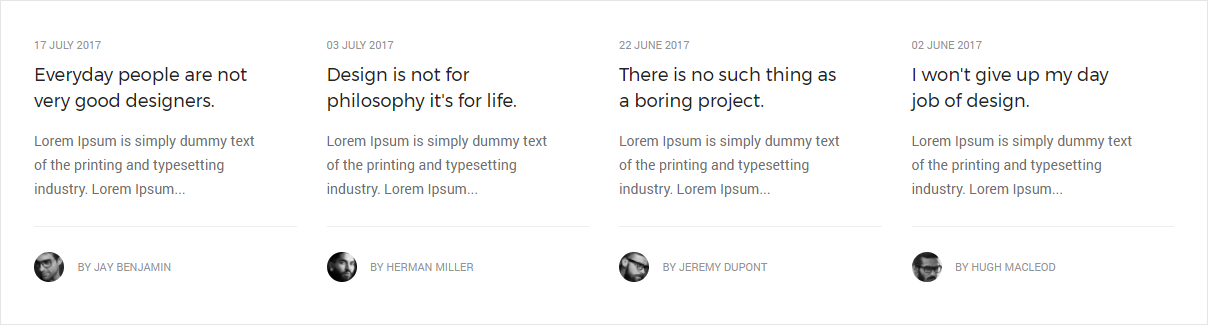 17 JULY 2017
Everyday people are not
very good designers.
Lorem Ipsum is simply dummy text
of the printing and typesetting
industry. Lorem Ipsum...
BY JAY BENJAMIN
03 JULY 2017
Design is not for
philosophy it's for life.
Lorem Ipsum is simply dummy text
of the printing and typesetting
industry. Lorem Ipsum...
BY HERMAN MILLER
22 JUNE 2017
There is no such thing as
a boring project.
Lorem Ipsum is simply dummy text
of the printing and typesetting
industry. Lorem Ipsum...
BY JEREMY DUPONT
02 JUNE 2017
I won't give up my day
job of design.
Lorem Ipsum is simply dummy text
of the printing and typesetting
industry. Lorem Ipsum...
BY HUGH MACLEOD